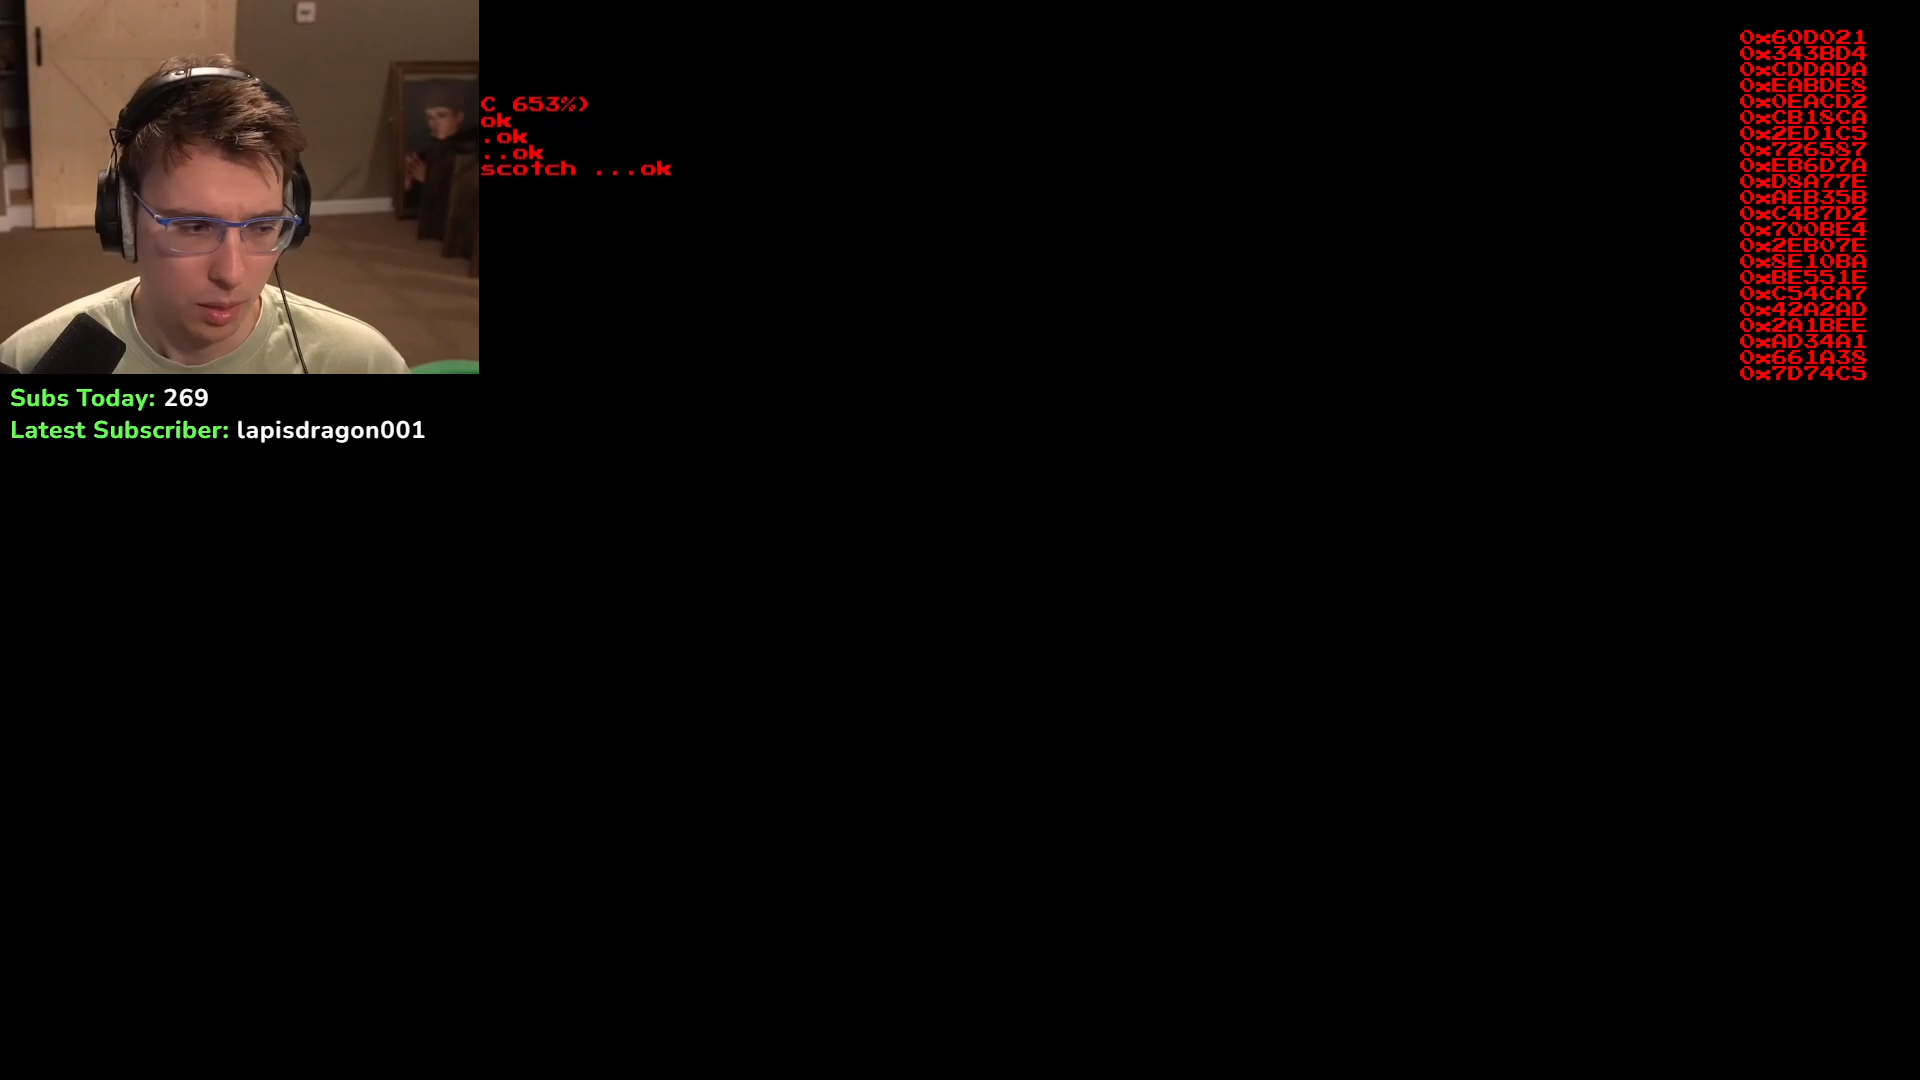 C 653%)
ok
.ok
..ok
scotch ...ok
0x60D021
0x343BD4
0xCDDADA
0xEABDE8
0x0EACD2
0xCB18CA
0x2ED1C5
0x726587
0xEB6D7A
0xD8A77E
0xAEB35B
0xC4B7D2
0x700BE4
0x2EB07E
0x8E10BA
0xBE551E
0xC54CA7
0x42A2AD
0x2A1BEE
0xAD34A1
0x661A38
0x7D74C5
Subs Today: 269
Latest Subscriber: lapisdragon001